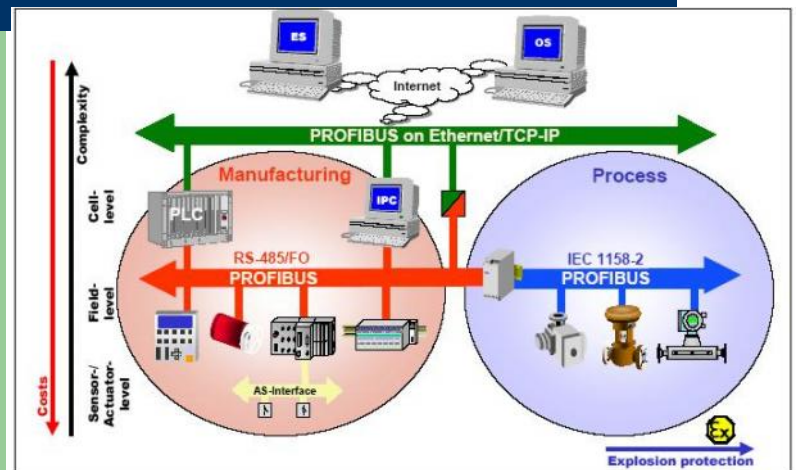 ES
OS
Internet
PROFIBUS on Ethernet/TCP-IP
Complexity
Manufacturing
Process
Cell-
level
PLC
IPC
RS-485/FO
IEC 1158-2
PROFIBUS
PROFIBUS
Field-
level
Sensor-/
Actuator-
level
AS-Interface
Costs
Ex
Explosion protection